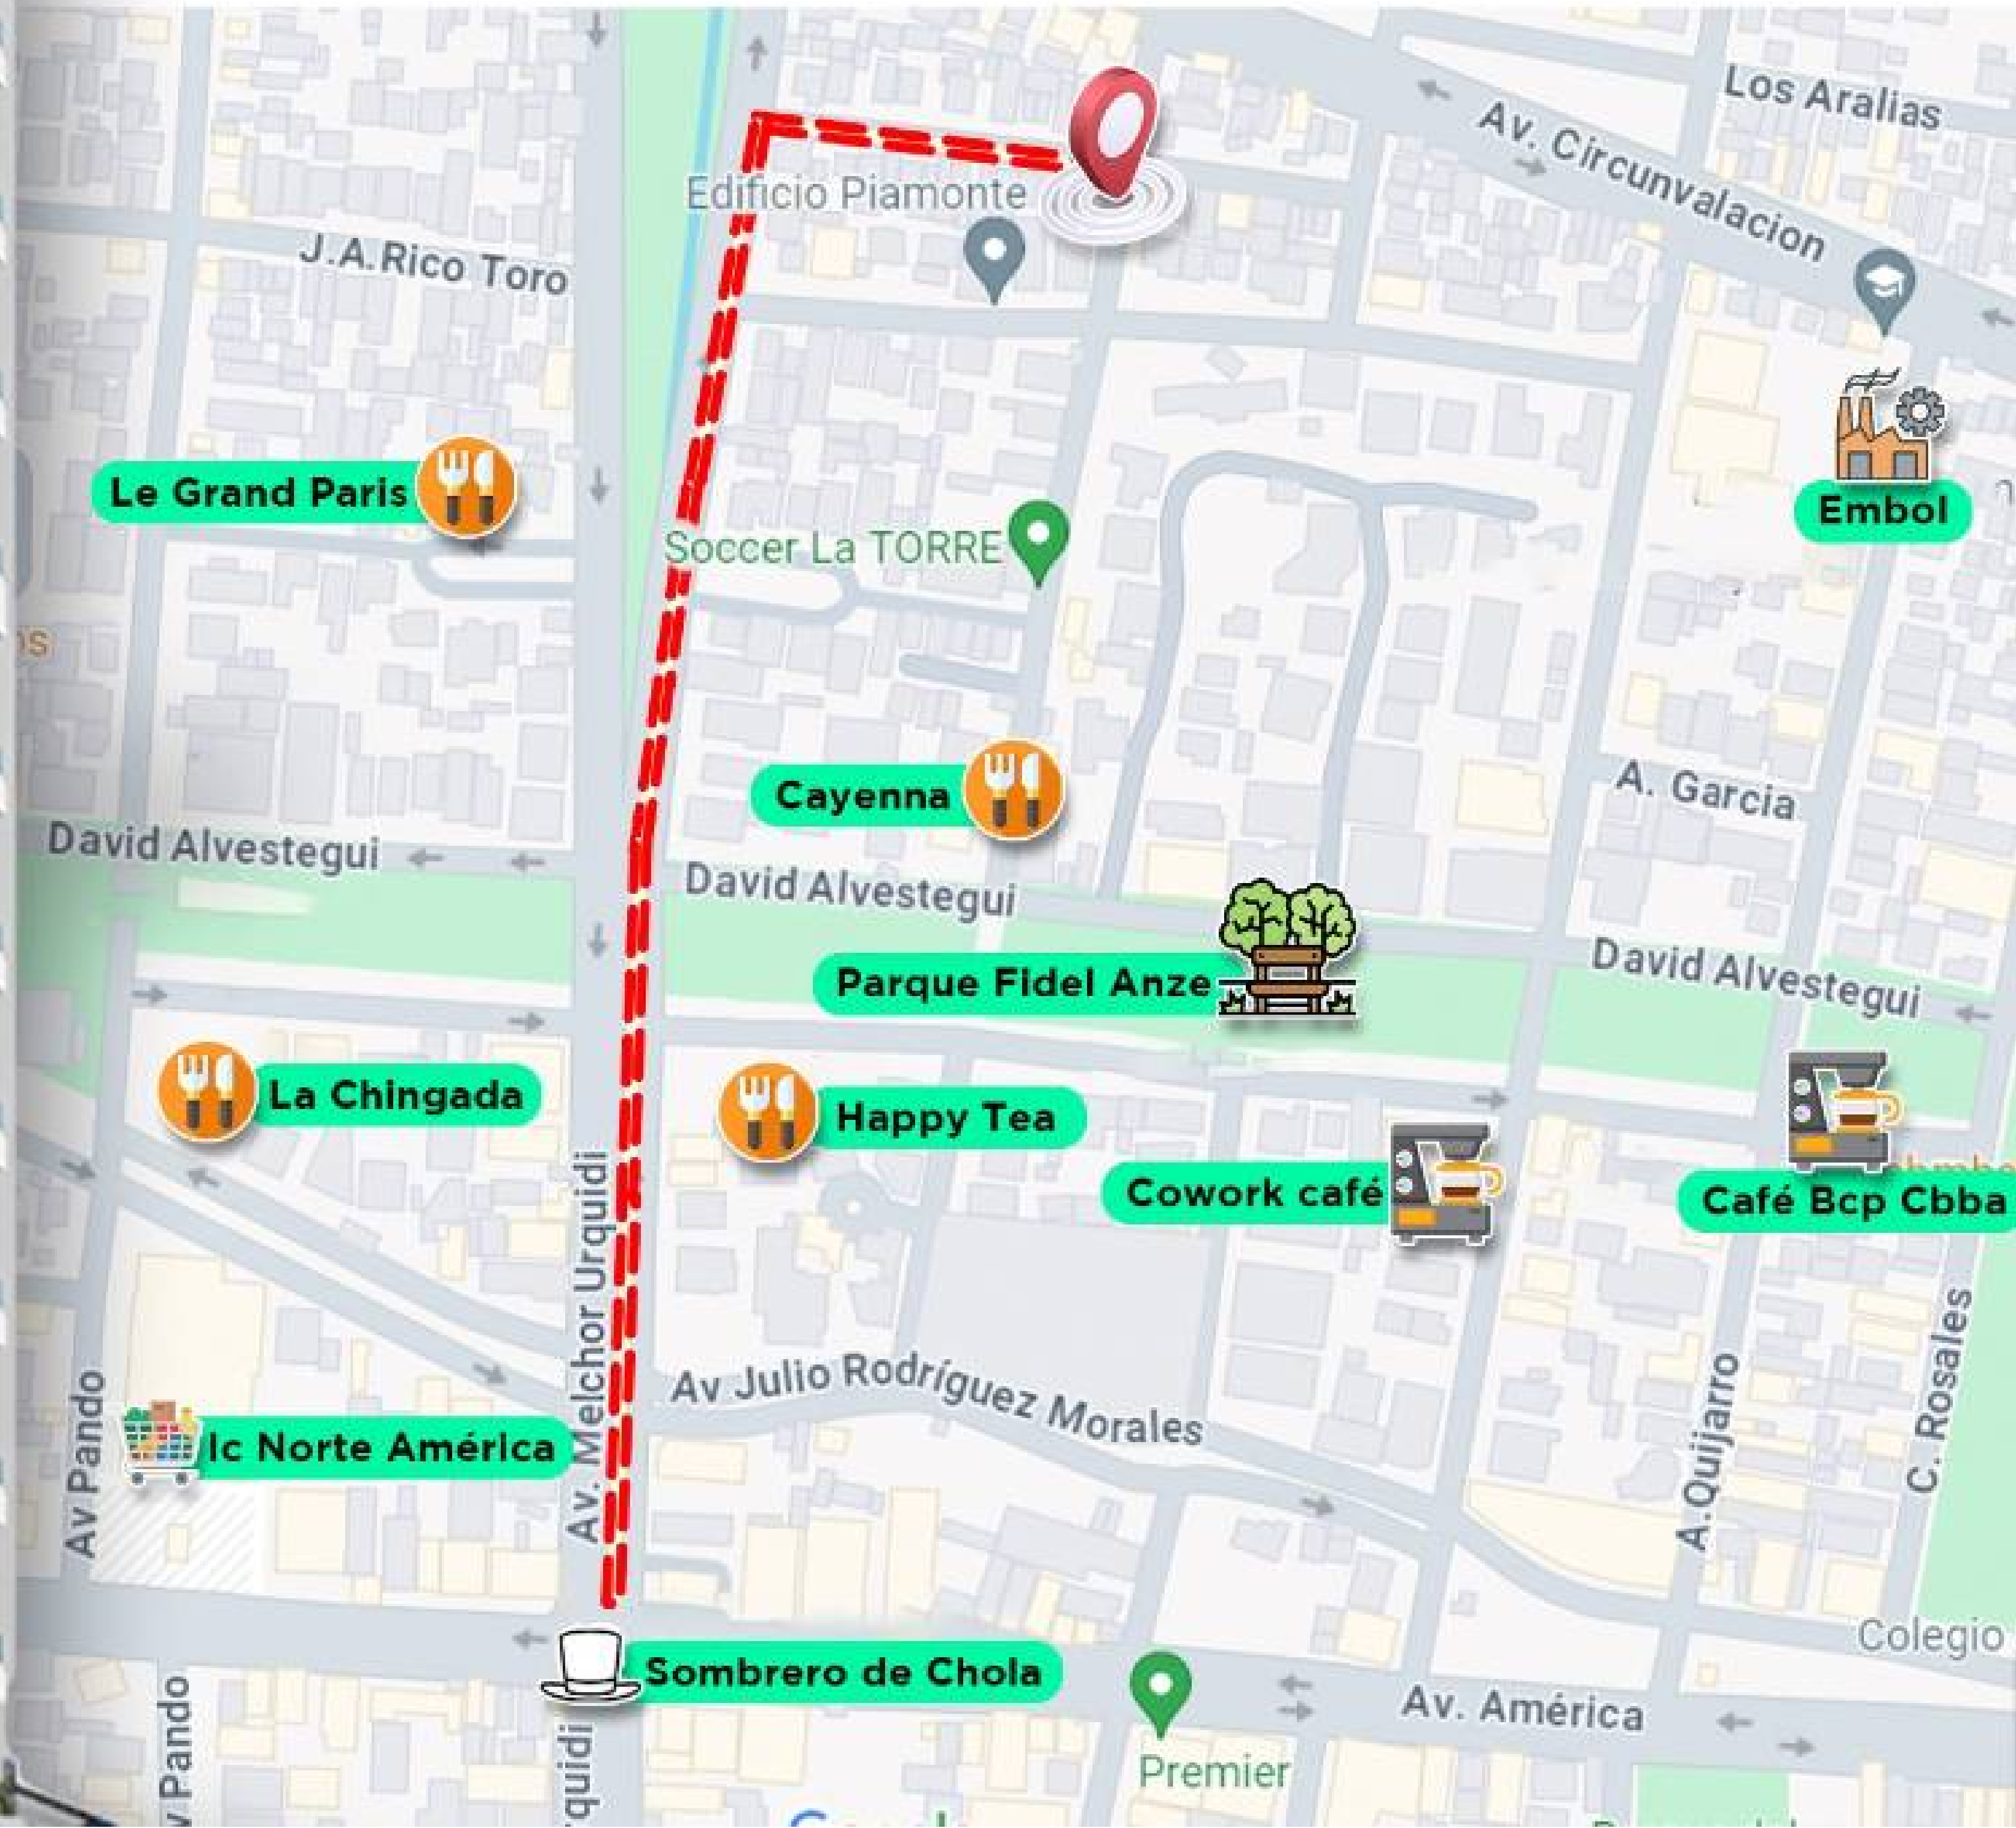 Los Aralias
Av. Circunvalacion
Edificio Piamonte
J.A.Rico Toro
Le Grand Paris
Embol
Soccer La TORRE
A. Garcia
Cayenna
David Alvestegui
David Alvestegui
David Alvestegui
Parque Fidel Anze
La Chingada
Happy Tea
Cowork café
Café Bcp Cbba
Av. Melchor Urquidi
Av Julio Rodríguez Morales
Av Pando
Ic Norte América
A.Quijarro
C. Rosales
Colegio
Sombrero de Chola
Av. América
Premier
v Pando
rquidi